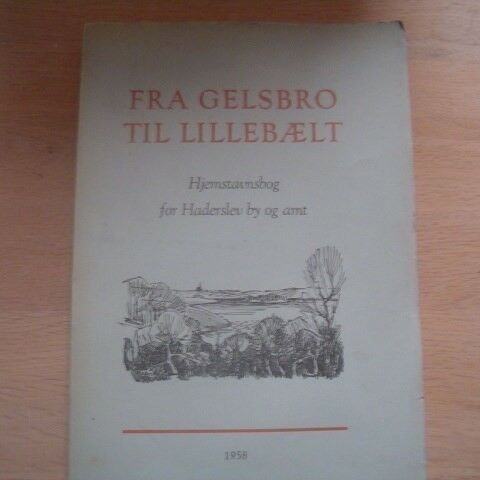 FRA GELSBRO
TIL LILLEBÆLT
Hjemstavnsbog
for Haderslev by og amt
1958